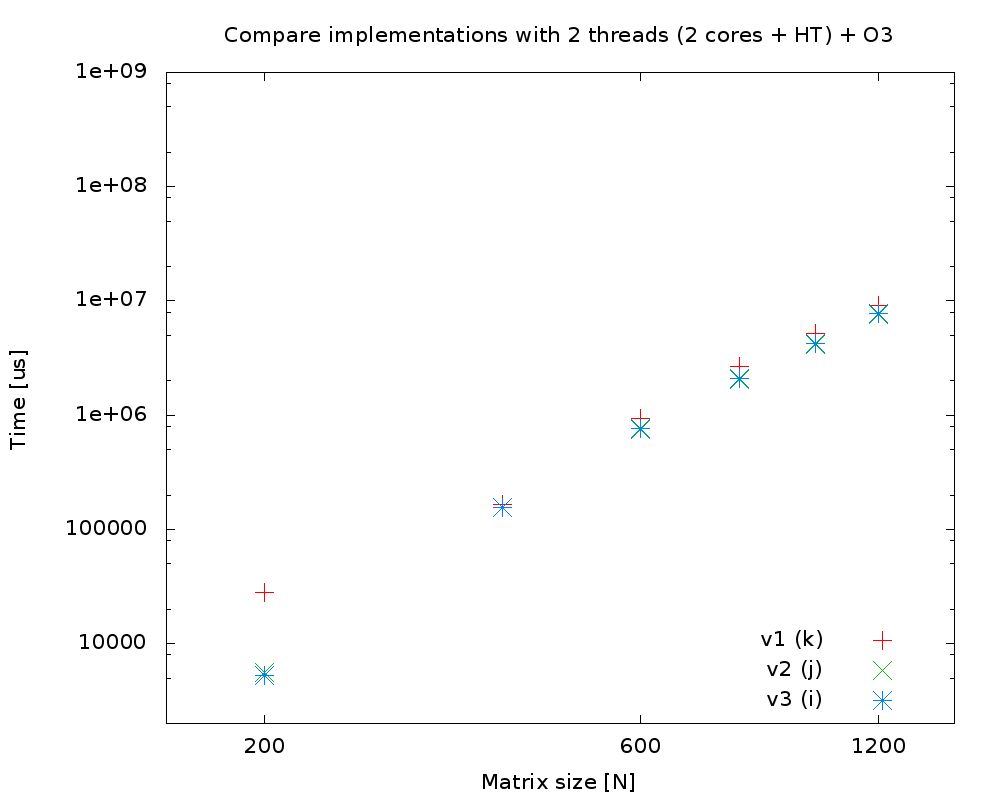 Compare implementations with 2 threads (2 cores + HT) + O3
1e+09
1e+08
1e+07
1e+06
100000
10000
Time [us]
v1 (k)
v2 (j)
v3 (i)
200
600
1200
Matrix size [N]